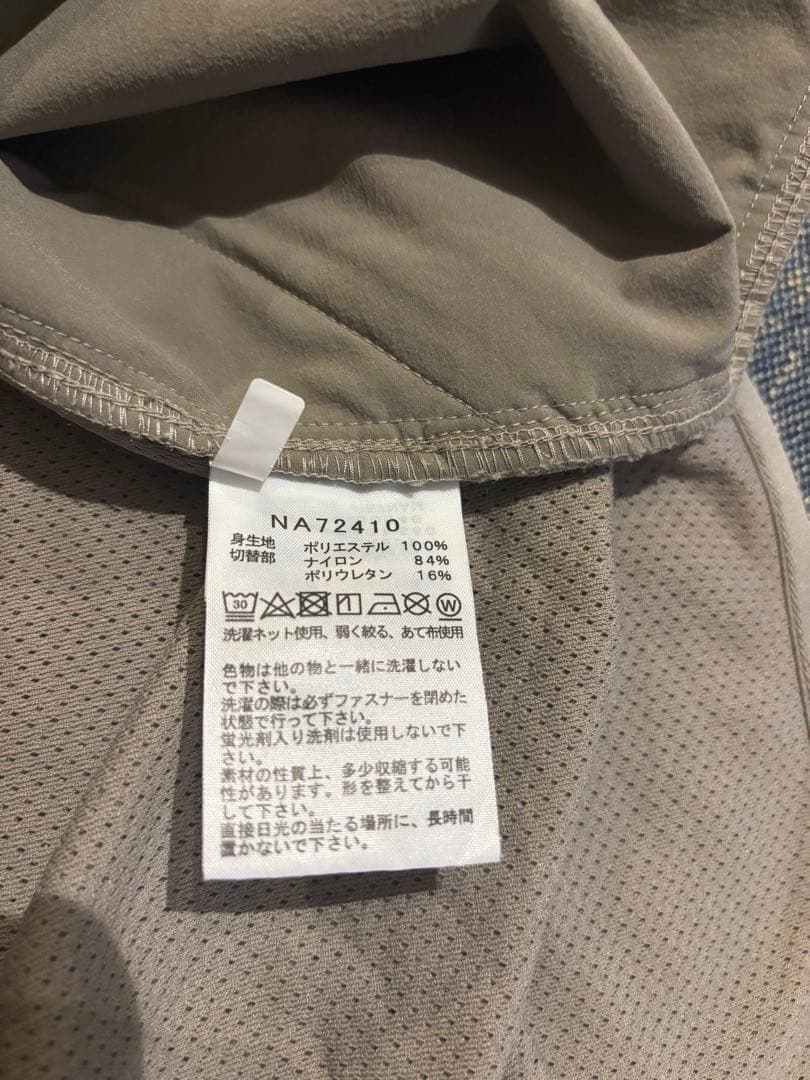 NA72410
身生地 ポリエステル 100%
切替部 ナイロン 84%
ポリウレタン 16%
30 W
洗濯ネット使用、弱く絞る、あて布使用
色物は他の物と一緒に洗濯しない
で下さい。
洗濯の際は必ずファスナーを閉めた
状態で行って下さい。
蛍光剤入り洗剤は使用しないで下
さい。
素材の性質上、多少収縮する可能
性があります。形を整えてから干
して下さい。
直接日光の当たる場所に、長時間
置かないで下さい。